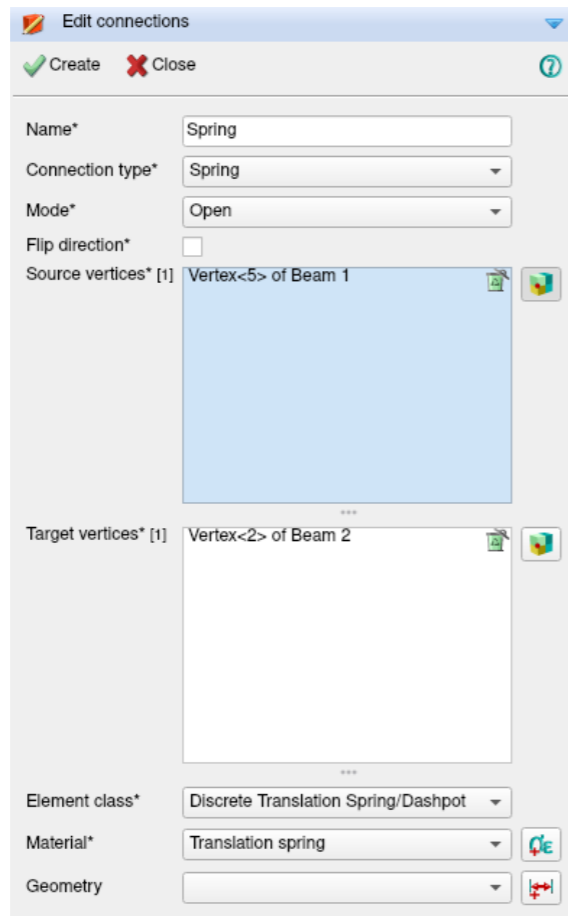 Edit connections
Create Close
Name* Spring
Connection type* Spring
Mode* Open
Flip direction*
Source vertices* [1] Vertex<5> of Beam 1
Target vertices* [1] Vertex<2> of Beam 2
Element class* Discrete Translation Spring/Dashpot
Material* Translation spring
Geometry